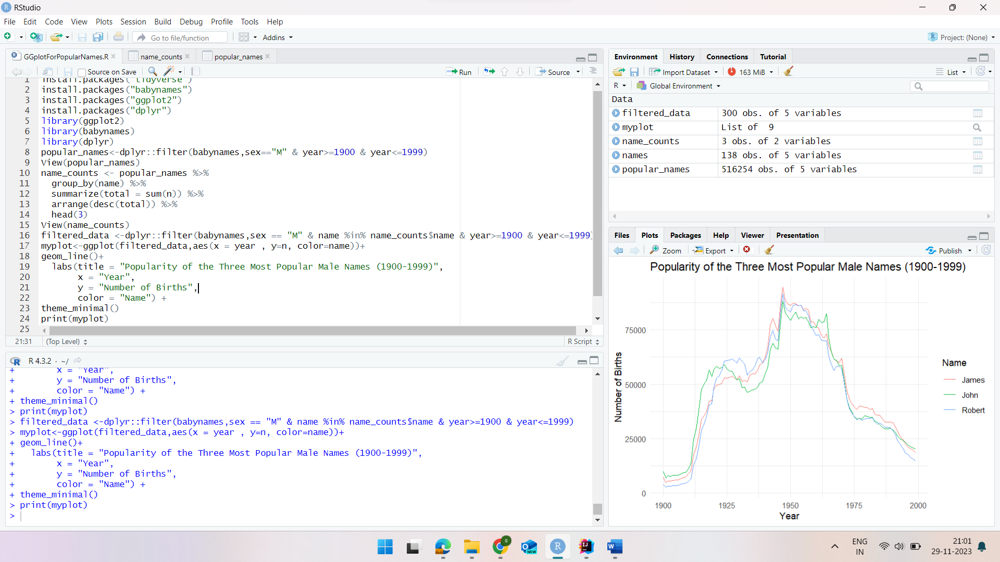 RStudio
File Edit Code View Plots Session Build Debug Profile Tools Help
Go to file/function Addins Project: (None)
GGplotForPopularNames.R name_counts popular_names
Source on Save Run Source
1 install.packages("tidyverse")
2 install.packages("babynames")
3 install.packages("ggplot2")
4 install.packages("dplyr")
5 library(ggplot2)
6 library(babynames)
7 library(dplyr)
8 popular_names<-dplyr::filter(babynames,sex=="M" & year>=1900 & year<=1999)
9 View(popular_names)
10 name_counts <- popular_names %>%
11 group_by(name) %>%
12 summarize(total = sum(n)) %>%
13 arrange(desc(total)) %>%
14 head(3)
15 View(name_counts)
16 filtered_data <-dplyr::filter(babynames,sex == "M" & name %in% name_counts$name & year>=1900 & year<=1999)
17 myplot<-ggplot(filtered_data,aes(x = year , y=n, color=name))+
18 geom_line()+
19 labs(title = "Popularity of the Three Most Popular Male Names (1900-1999)",
20 x = "Year",
21 y = "Number of Births",
22 color = "Name") +
23 theme_minimal()
24 print(myplot)
25
21:31 (Top Level) R Script
R 4.3.2 · ~/
+ x = "Year",
+ y = "Number of Births",
+ color = "Name") +
+ theme_minimal()
> print(myplot)
> filtered_data <-dplyr::filter(babynames,sex == "M" & name %in% name_counts$name & year>=1900 & year<=1999)
> myplot<-ggplot(filtered_data,aes(x = year , y=n, color=name))+
+ geom_line()+
+ labs(title = "Popularity of the Three Most Popular Male Names (1900-1999)",
+ x = "Year",
+ y = "Number of Births",
+ color = "Name") +
+ theme_minimal()
> print(myplot)
>
Environment History Connections Tutorial
Import Dataset 163 MiB List
R Global Environment
Data
filtered_data 300 obs. of 5 variables
myplot List of 9
name_counts 3 obs. of 2 variables
names 138 obs. of 5 variables
popular_names 516254 obs. of 5 variables
Files Plots Packages Help Viewer Presentation
Zoom Export Publish
Popularity of the Three Most Popular Male Names (1900-1999)
Number of Births
75000
50000
25000
0
1900 1925 1950 1975 2000
Year
Name
James
John
Robert
ENG
IN
21:01
29-11-2023